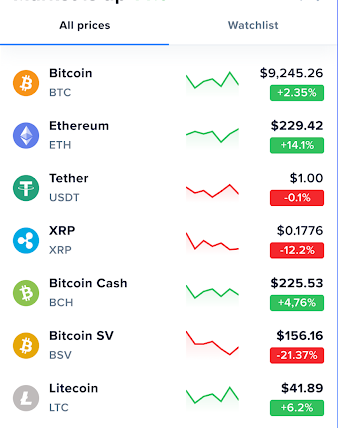 All prices Watchlist
Bitcoin $9,245.26
BTC +2.35%
Ethereum $229.42
ETH +14.1%
Tether $1.00
USDT -0.1%
XRP $0.1776
XRP -12.2%
Bitcoin Cash $225.53
BCH +4,76%
Bitcoin SV $156.16
BSV -21.37%
Litecoin $41.89
LTC +6.2%